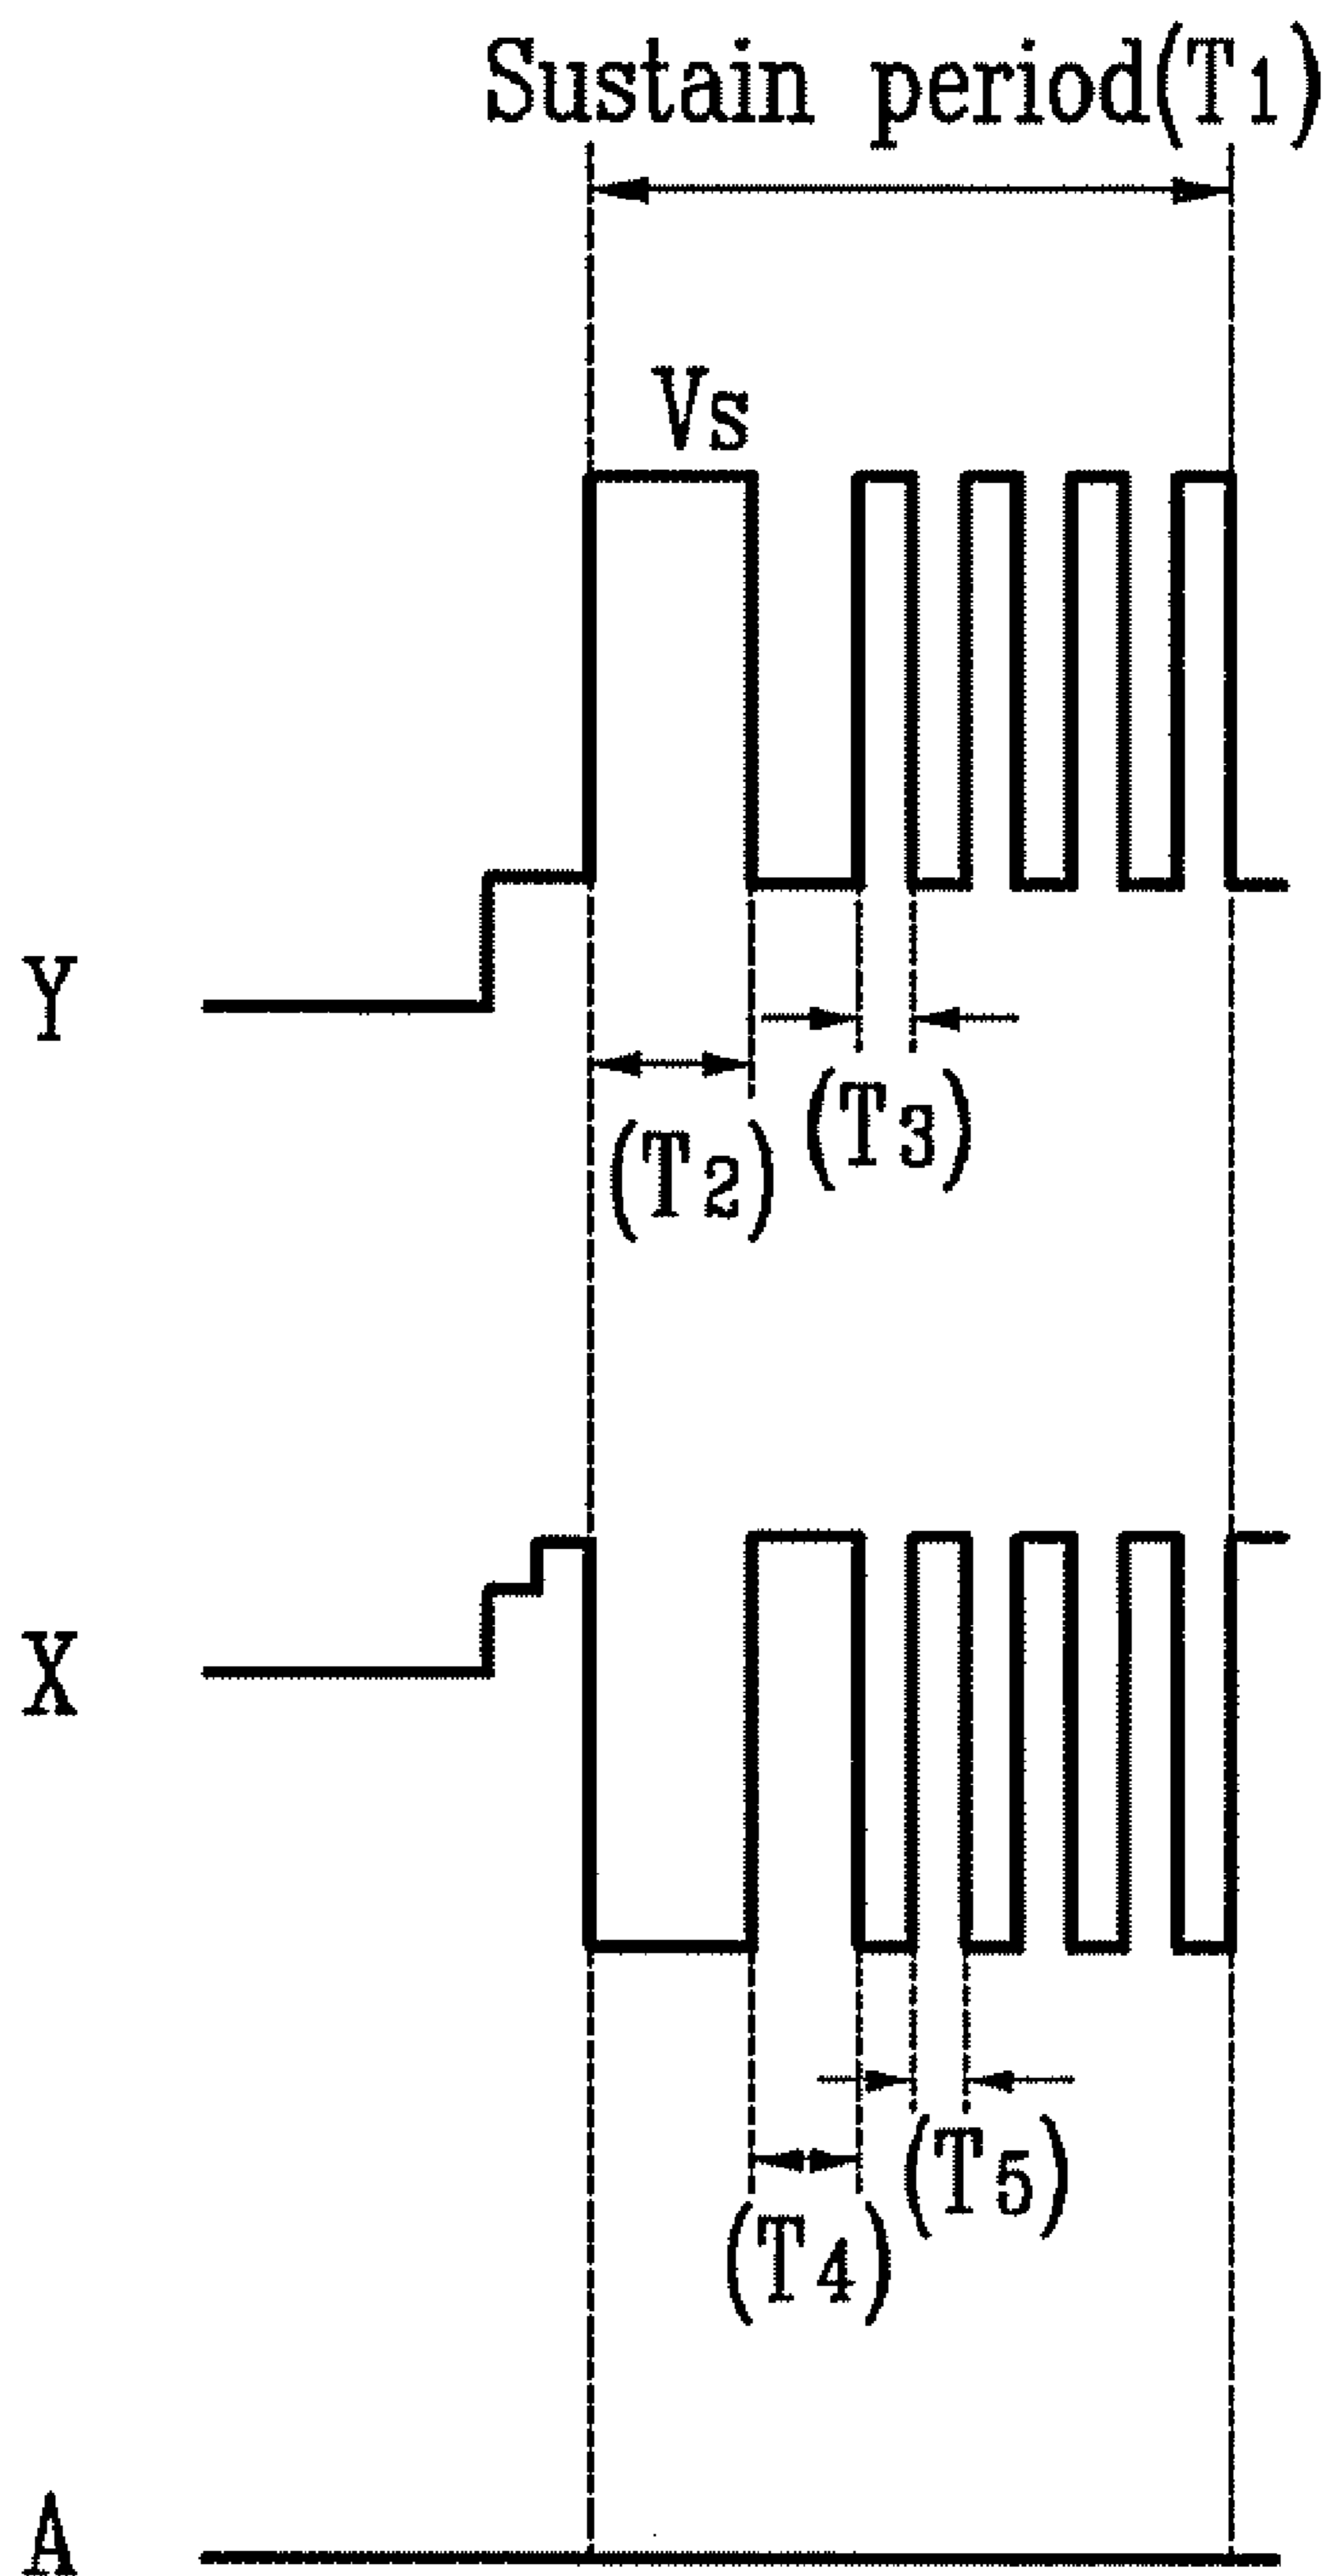 Sustain period(T1)
Vs
Y
(T2)
(T3)
X
(T4)
(T5)
A